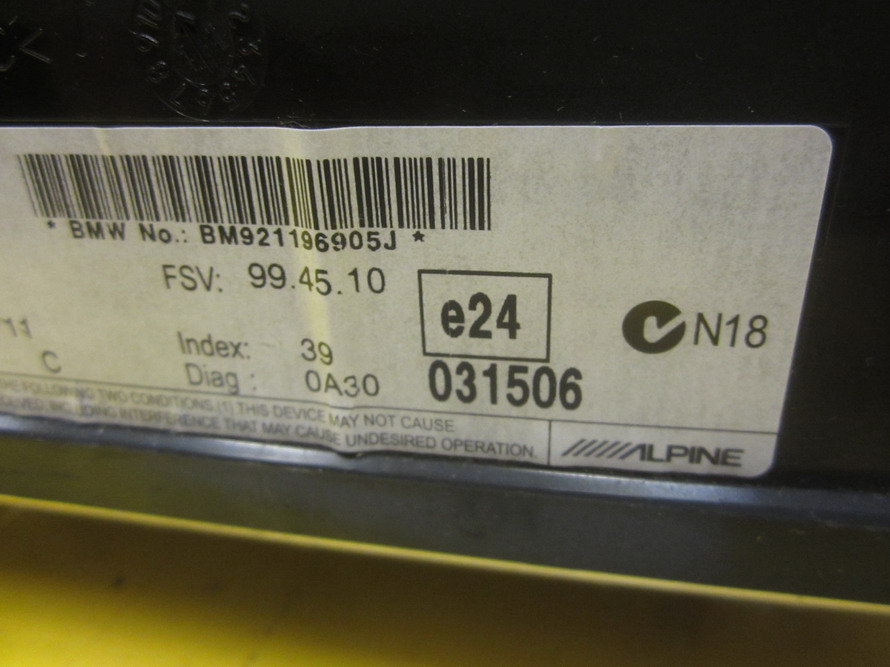 * BMW No.: BM921196905J *
FSV: 99.45.10
e24
N18
11
Index: 39
C
Diag : 0A30
031506
THE FOLLOWING TWO CONDITIONS (1) THIS DEVICE MAY NOT CAUSE
INCLUDING INTERFERENCE THAT MAY CAUSE UNDESIRED OPERATION.
ALPINE